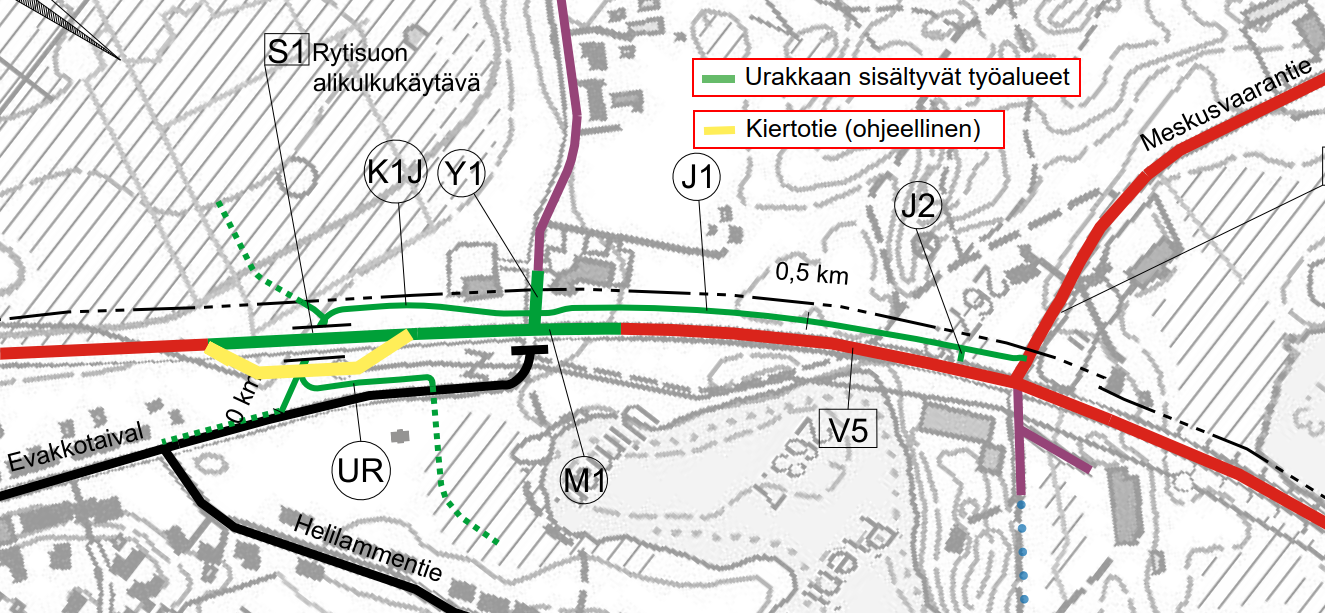 S1 Rytisuon
alikulkukäytävä
Urakkaan sisältyvät työalueet
Kiertotie (ohjeellinen)
Meskusvaarantie
K1J
Y1
J1
J2
0,5 km
0 km
V5
Evakkotaival
UR
M1
Helilammentie